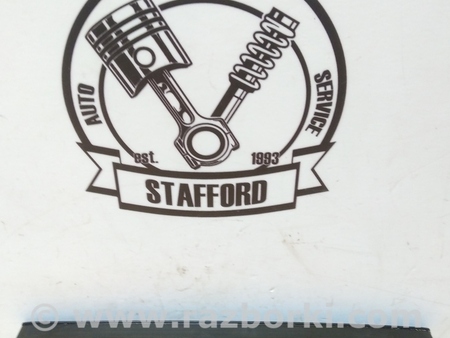 AUTO SERVICE
est. 1993
STAFFORD
© www.razborki.com